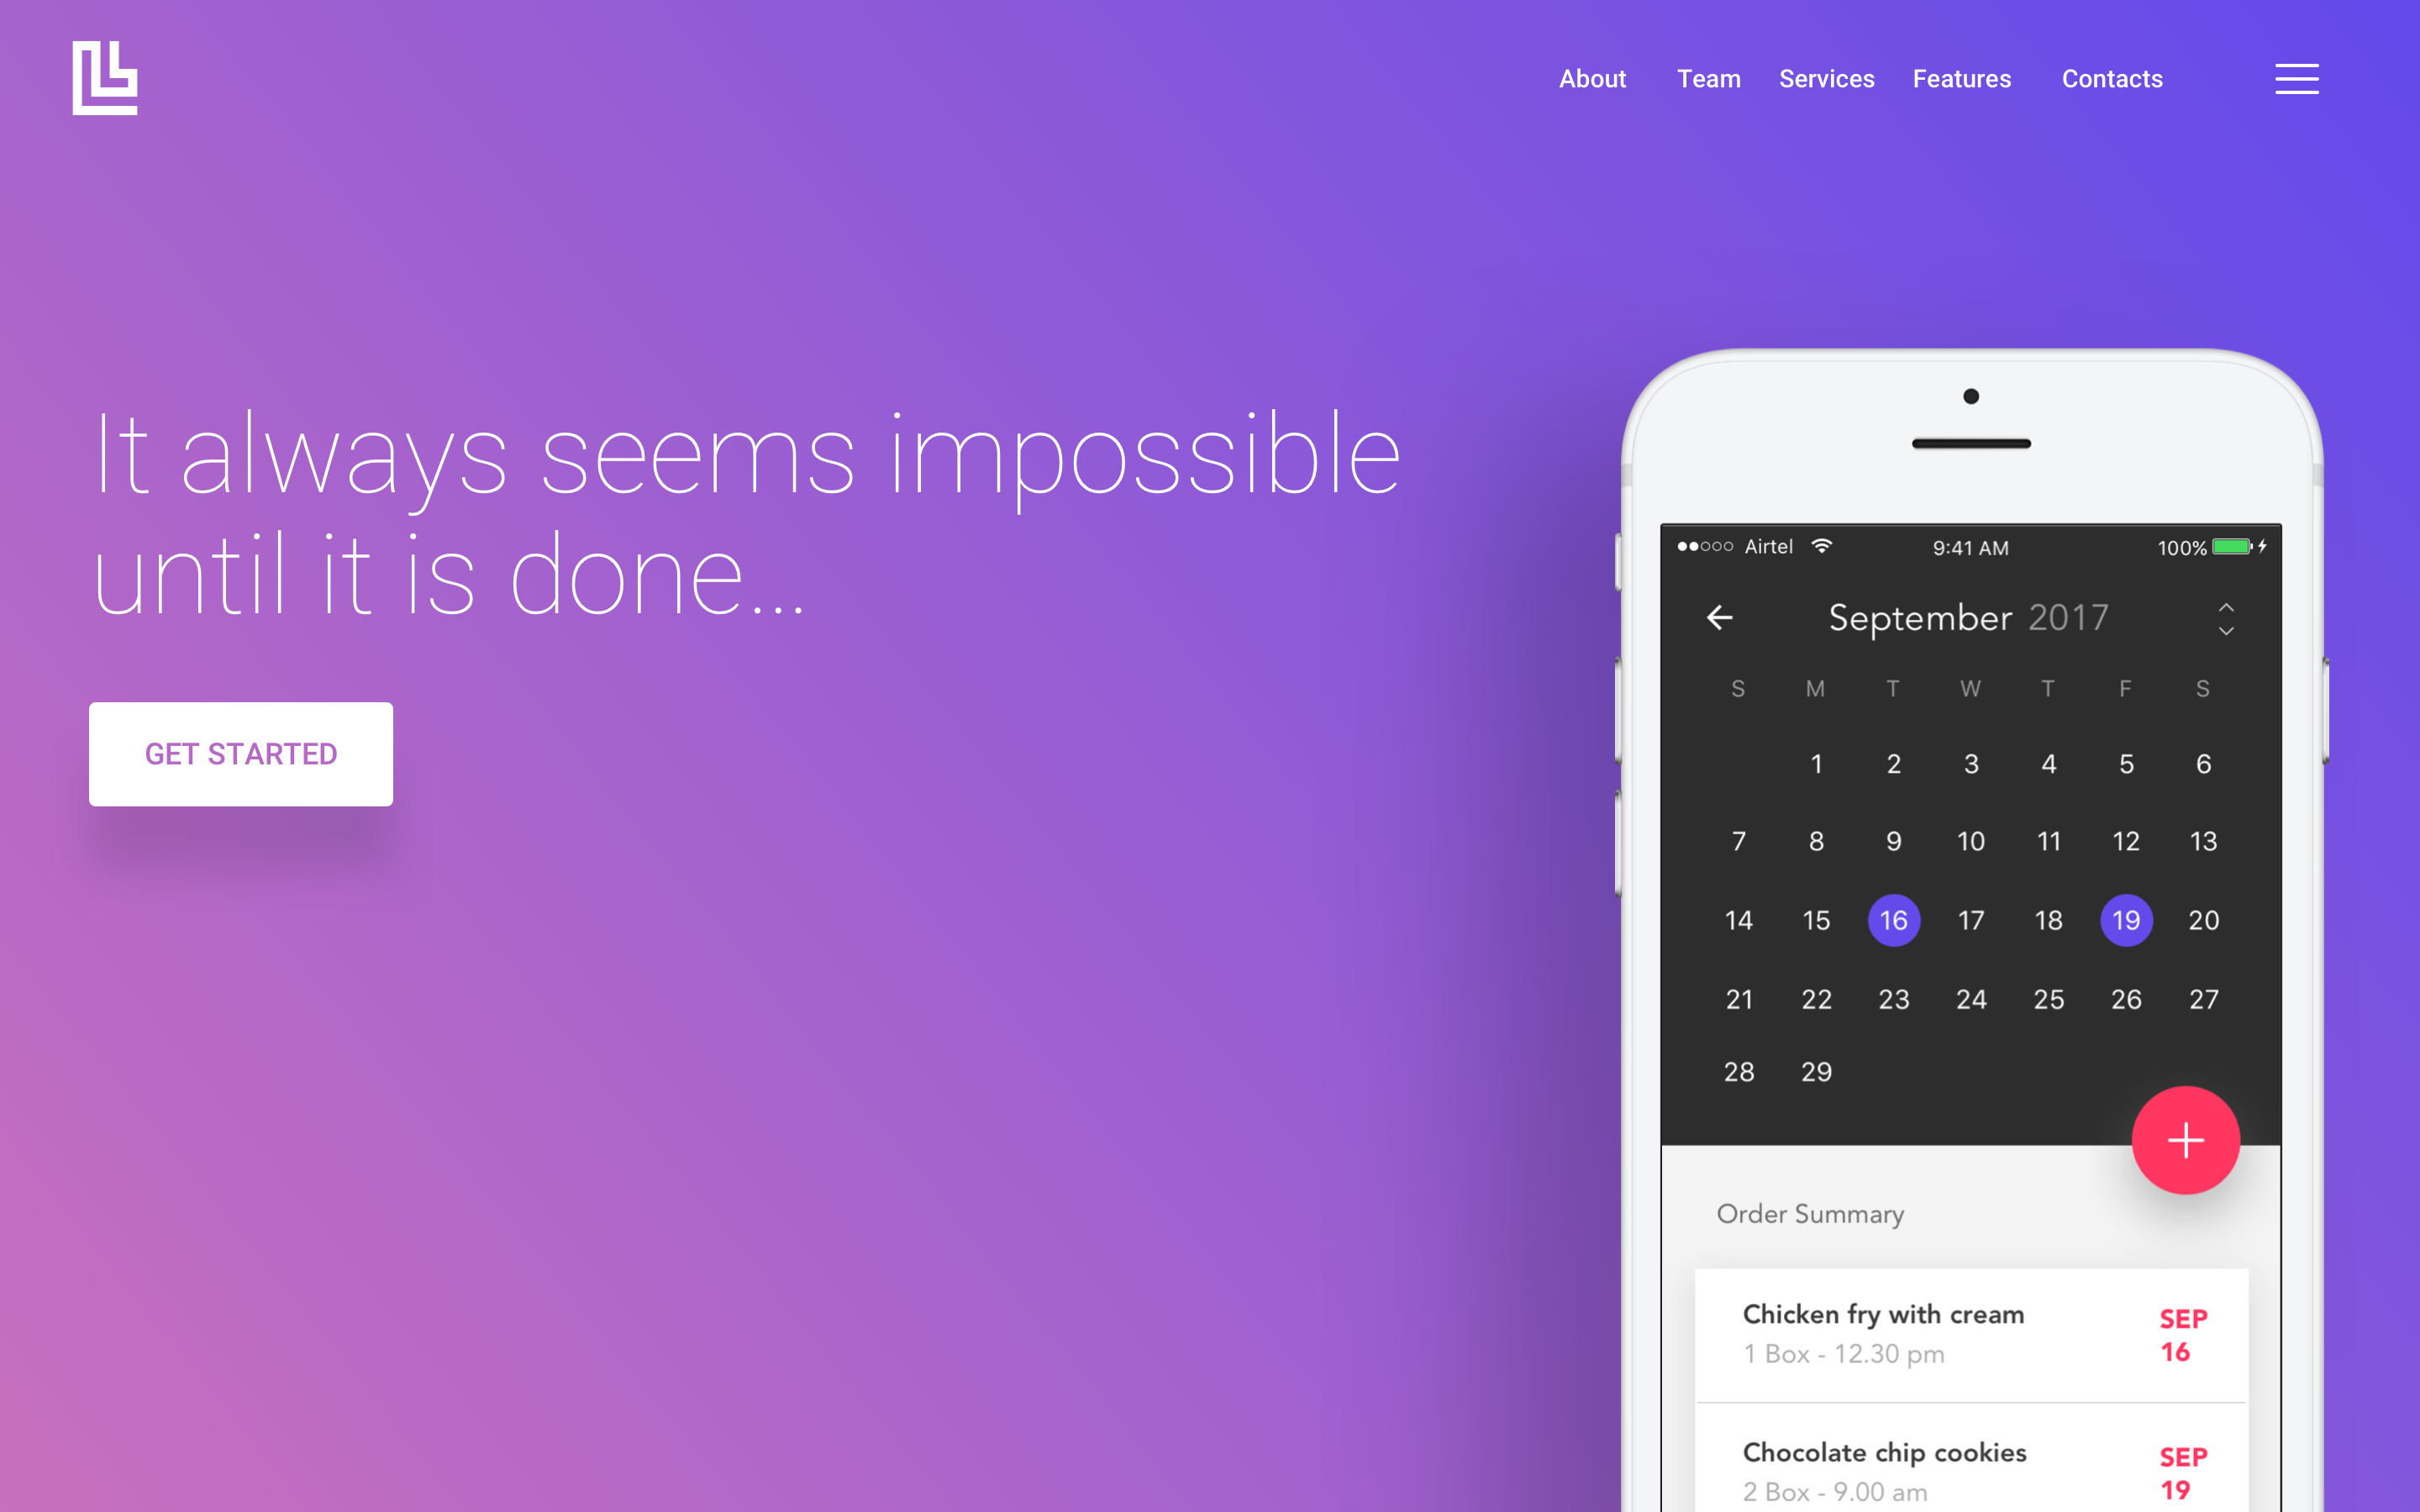 About Team Services Features Contacts
It always seems impossible
until it is done...
GET STARTED
Airtel 9:41 AM 100%
September 2017
S M T W T F S
1 2 3 4 5 6
7 8 9 10 11 12 13
14 15 16 17 18 19 20
21 22 23 24 25 26 27
28 29
Order Summary
Chicken fry with cream
1 Box - 12.30 pm
SEP
16
Chocolate chip cookies
2 Box - 9.00 am
SEP
19